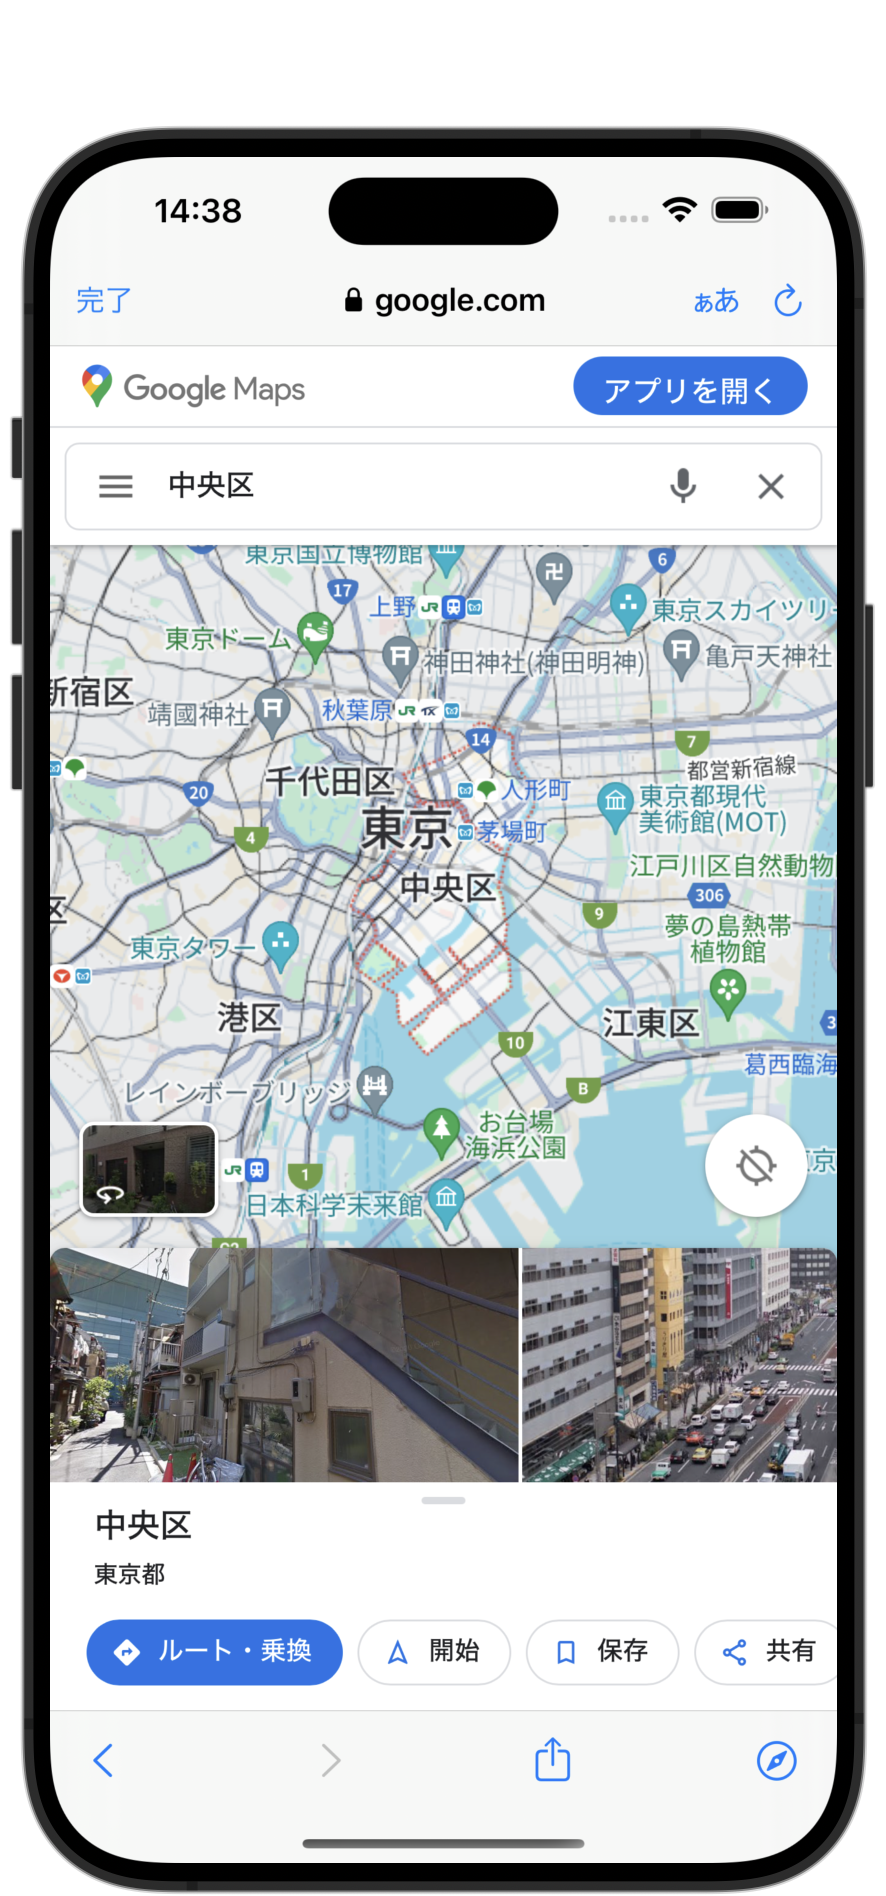 14:38
完了
google.com
ぁあ
Google Maps
アプリを開く
中央区
東京国立博物館
6
17
上野
JR
東京スカイツリー
東京ドーム
神田神社(神田明神)
亀戸天神社
新宿区
靖國神社
秋葉原
JR
TX
14
7
都営新宿線
千代田区
20
人形町
東京都現代
美術館(MOT)
東京
茅場町
4
江戸川区自然動物
中央区
306
9
夢の島熱帯
植物館
区
東京タワー
港区
江東区
3
10
葛西臨海
レインボーブリッジ
B
お台場
海浜公園
JR
1
日本科学未来館
京
C2
中央区
東京都
ルート・乗換
開始
保存
共有